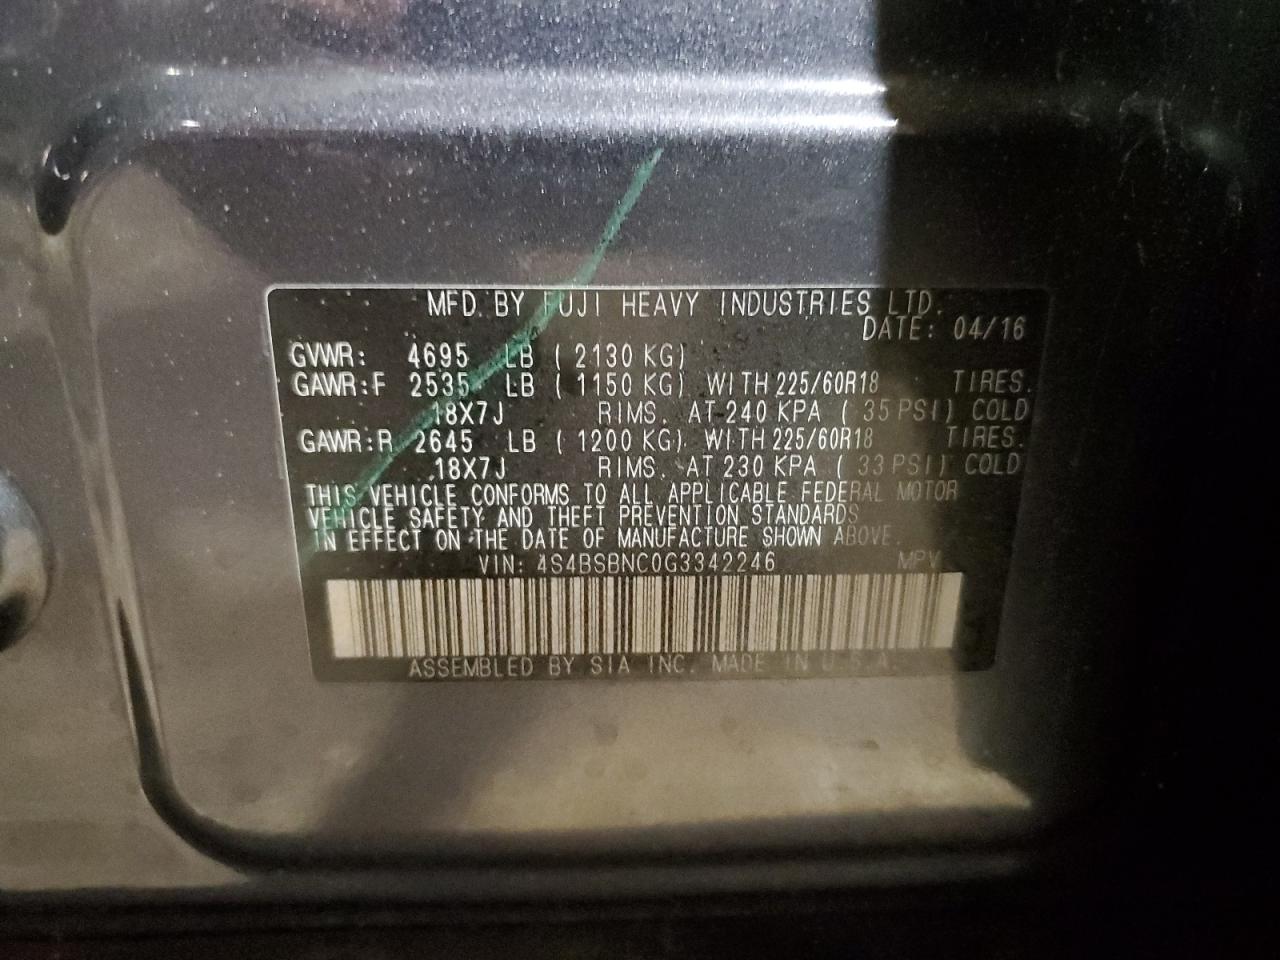 MFD. BY FUJI HEAVY INDUSTRIES LTD.
DATE: 04/16
GVWR: 4695 LB ( 2130 KG)
GAWR:F 2535 LB ( 1150 KG) WITH 225/60R18 TIRES.
18X7J RIMS. AT 240 KPA ( 35 PSI) COLD
GAWR:R 2645 LB ( 1200 KG) WITH 225/60R18 TIRES.
18X7J RIMS. AT 230 KPA ( 33 PSI) COLD
THIS VEHICLE CONFORMS TO ALL APPLICABLE FEDERAL MOTOR
VEHICLE SAFETY AND THEFT PREVENTION STANDARDS
IN EFFECT ON THE DATE OF MANUFACTURE SHOWN ABOVE.
VIN: 4S4BSBNC0G3342246 MPV
ASSEMBLED BY SIA INC. MADE IN U.S.A.